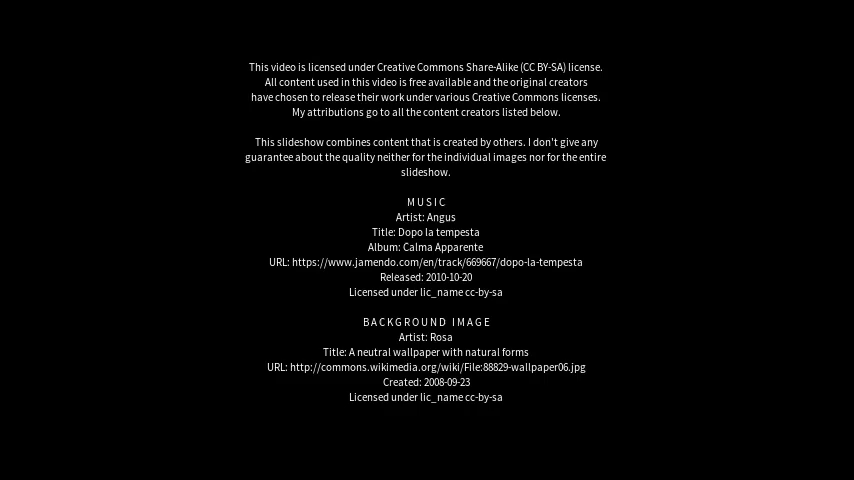 This video is licensed under Creative Commons Share-Alike (CC BY-SA) license.
All content used in this video is free available and the original creators
have chosen to release their work under various Creative Commons licenses.
My attributions go to all the content creators listed below.
This slideshow combines content that is created by others. I don't give any
guarantee about the quality neither for the individual images nor for the entire
slideshow.
MUSIC
Artist: Angus
Title: Dopo la tempesta
Album: Calma Apparente
URL: https://www.jamendo.com/en/track/669667/dopo-la-tempesta
Released: 2010-10-20
Licensed under lic_name cc-by-sa
BACKGROUND IMAGE
Artist: Rosa
Title: A neutral wallpaper with natural forms
URL: http://commons.wikimedia.org/wiki/File:88829-wallpaper06.jpg
Created: 2008-09-23
Licensed under lic_name cc-by-sa